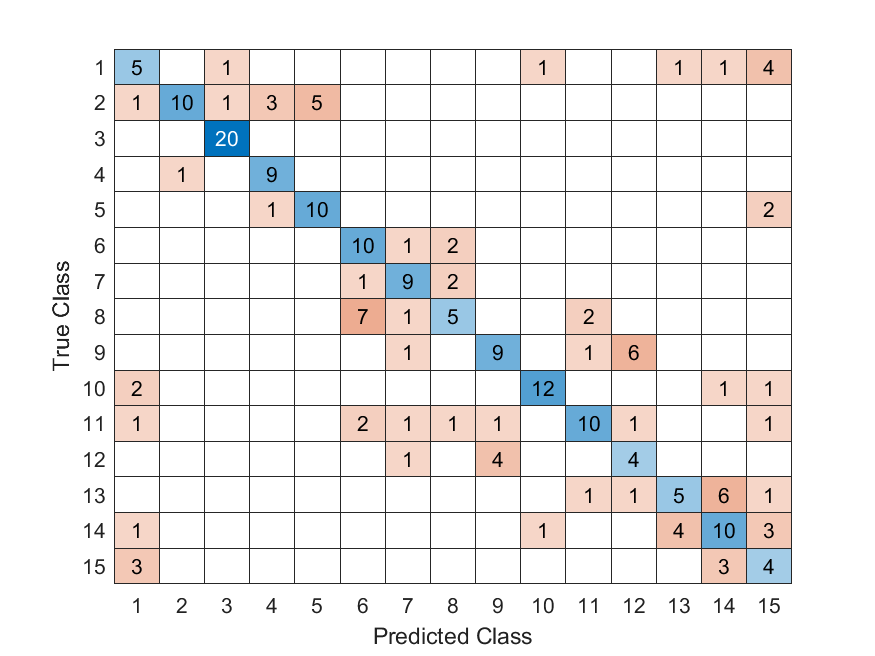 1 5 1 1 1 1 4
2 1 10 1 3 5
3 20
4 1 9
5 1 10 2
6 10 1 2
7 1 9 2
8 7 1 5 2
9 1 9 1 6
10 2 12 1 1
11 1 2 1 1 1 10 1 1
12 1 4 4
13 1 1 5 6 1
14 1 1 4 10 3
15 3 3 4
1 2 3 4 5 6 7 8 9 10 11 12 13 14 15
Predicted Class
True Class